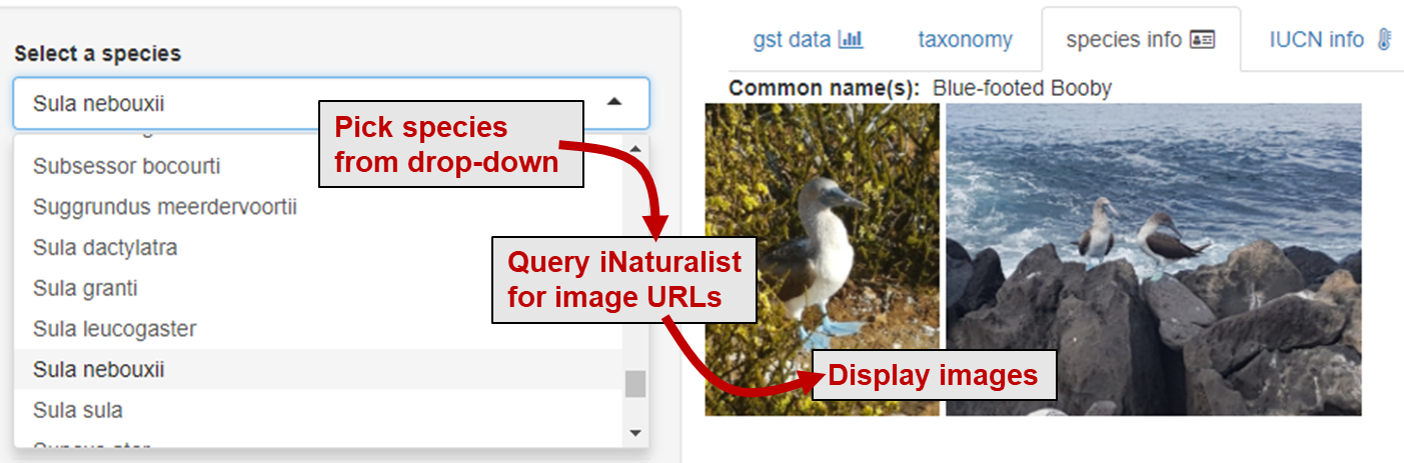 Select a species
Sula nebouxii
Subsessor bocourti
Suggrundus meerdervoortii
Sula dactylatra
Sula granti
Sula leucogaster
Sula nebouxii
Sula sula
Pick species
from drop-down
Query iNaturalist
for image URLs
Display images
gst data
taxonomy
species info
IUCN info
Common name(s): Blue-footed Booby